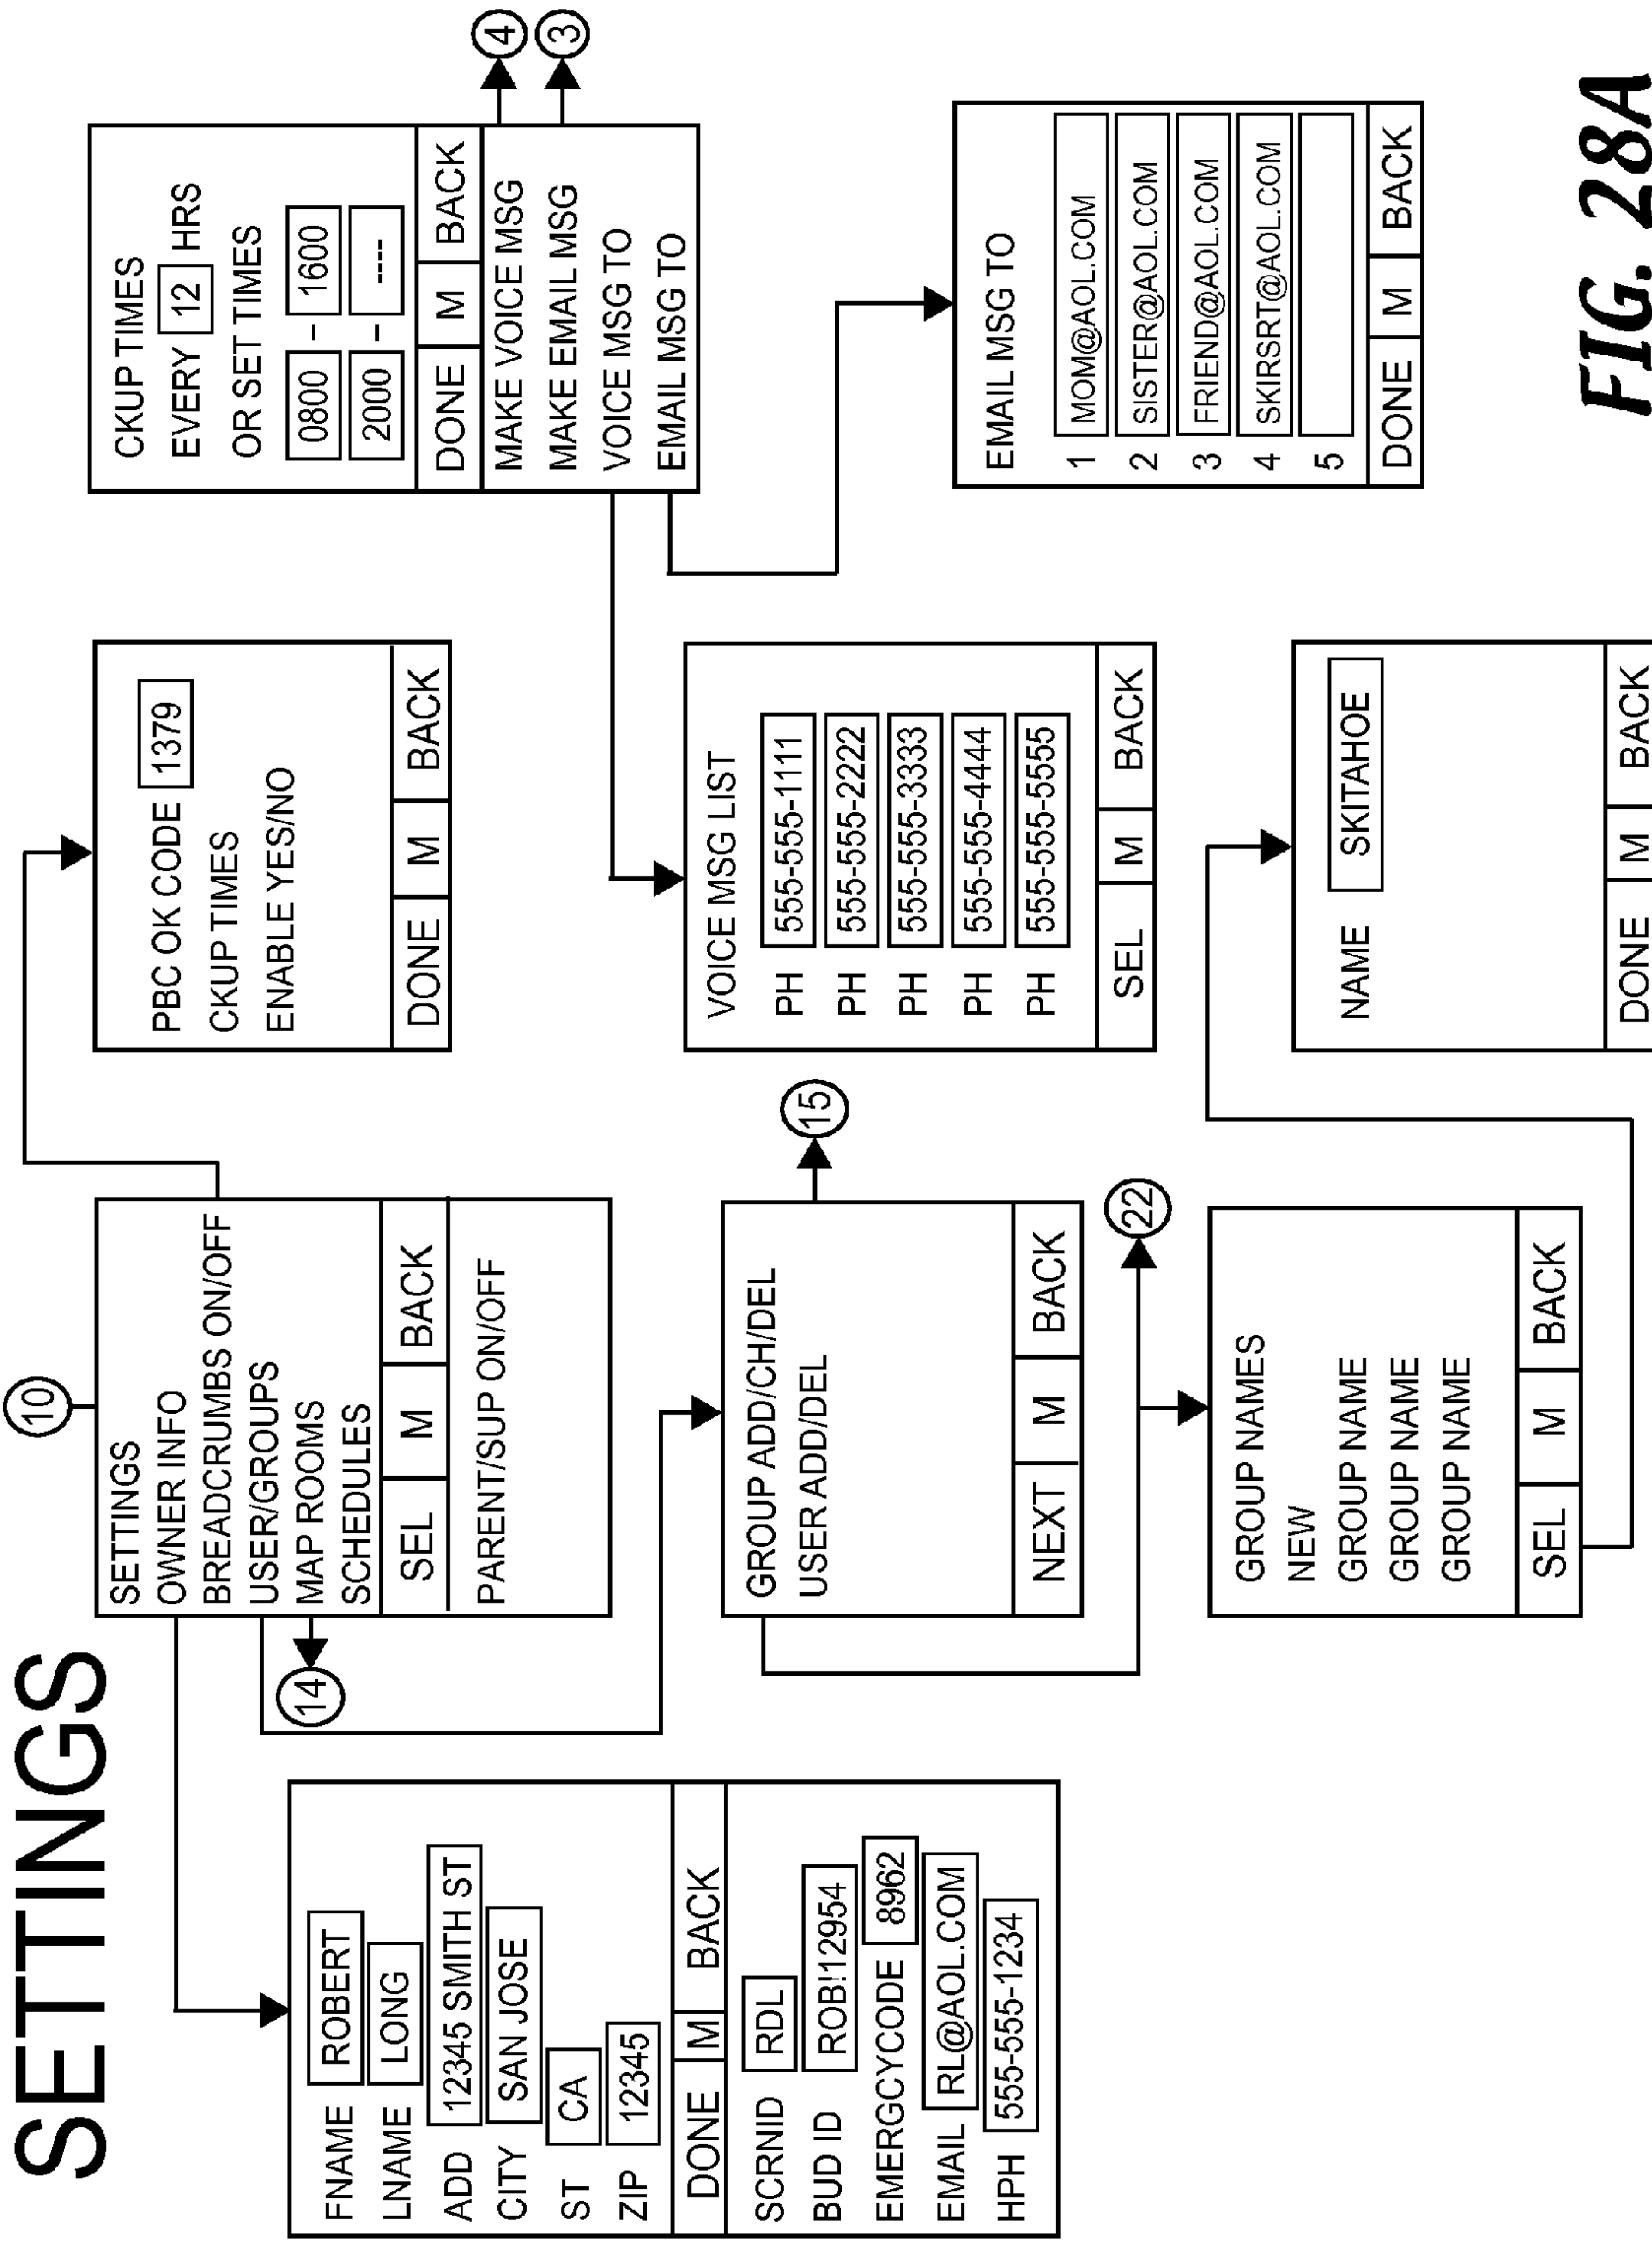 SETTINGS
10
SETTINGS
OWNER INFO
BREADCRUMBS ON/OFF
USER/GROUPS
MAP ROOMS
SCHEDULES
SEL M BACK
PARENT/SUP ON/OFF
14
FNAME ROBERT
LNAME LONG
ADD 12345 SMITH ST
CITY SAN JOSE
ST CA
ZIP 12345
DONE M BACK
SCRNID RDL
BUD ID ROB!12954
EMERGCYCODE 8962
EMAIL RL@AOL.COM
HPH 555-555-1234
GROUP ADD/CH/DEL
USER ADD/DEL
NEXT M BACK
15
22
GROUP NAMES
NEW
GROUP NAME
GROUP NAME
GROUP NAME
SEL M BACK
PBC OK CODE 1379
CKUP TIMES
ENABLE YES/NO
DONE M BACK
VOICE MSG LIST
PH 555-555-1111
PH 555-555-2222
PH 555-555-3333
PH 555-555-4444
PH 555-555-5555
SEL M BACK
NAME SKITAHOE
DONE M BACK
CKUP TIMES
EVERY 12 HRS
OR SET TIMES
0800 – 1600
2000 – ----
DONE M BACK
MAKE VOICE MSG
MAKE EMAIL MSG
VOICE MSG TO
EMAIL MSG TO
4
3
EMAIL MSG TO
1 MOM@AOL.COM
2 SISTER@AOL.COM
3 FRIEND@AOL.COM
4 SKIRSRT@AOL.COM
5
DONE M BACK
FIG. 28A